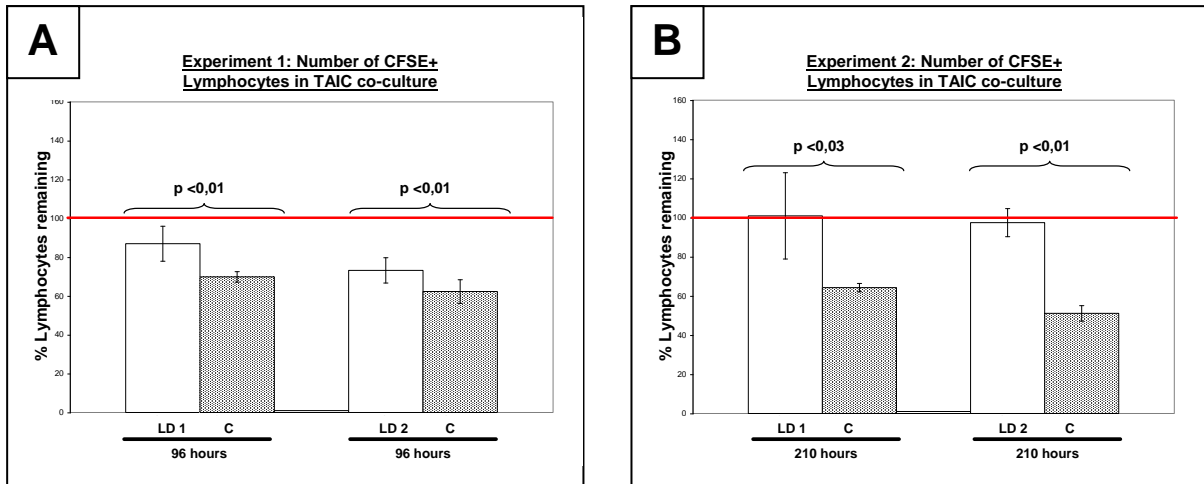 A
Experiment 1: Number of CFSE+
Lymphocytes in TAIC co-culture
% Lymphocytes remaining
160
140
120
100
80
60
40
20
0
p <0,01
p <0,01
LD 1 C LD 2 C
96 hours 96 hours
B
Experiment 2: Number of CFSE+
Lymphocytes in TAIC co-culture
% Lymphocytes remaining
160
140
120
100
80
60
40
20
0
p <0,03
p <0,01
LD 1 C LD 2 C
210 hours 210 hours